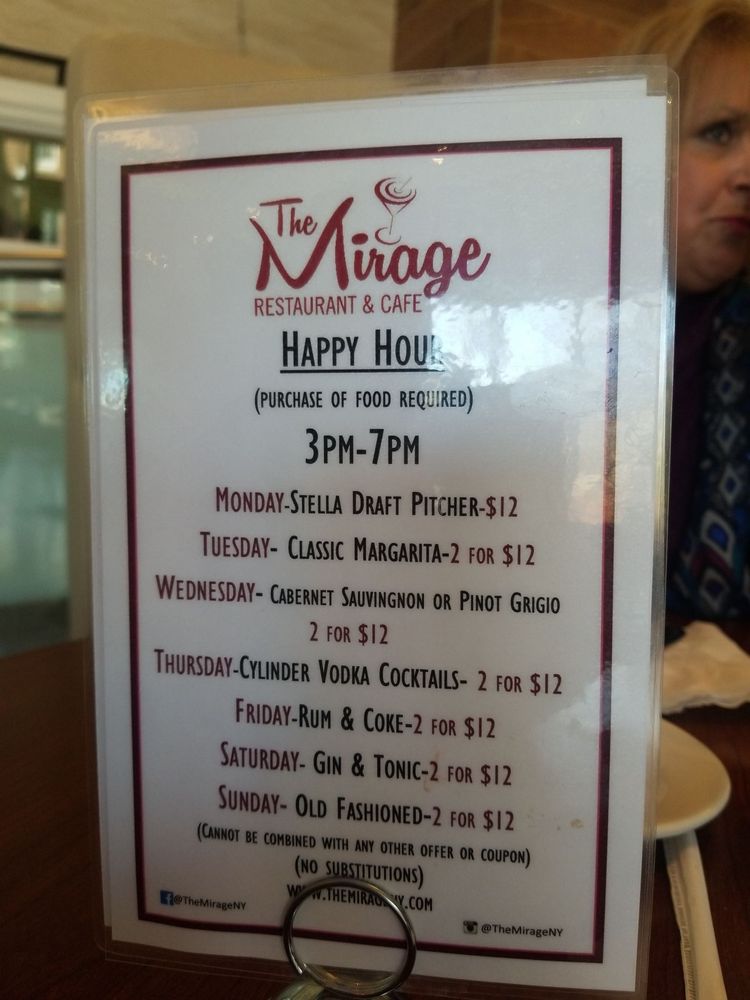 The Mirage
RESTAURANT & CAFE
HAPPY HOUR
(PURCHASE OF FOOD REQUIRED)
3PM-7PM
MONDAY-STELLA DRAFT PITCHER-$12
TUESDAY- CLASSIC MARGARITA-2 FOR $12
WEDNESDAY- CABERNET SAUVINGNON OR PINOT GRIGIO
2 FOR $12
THURSDAY-CYLINDER VODKA COCKTAILS- 2 FOR $12
FRIDAY-RUM & COKE-2 FOR $12
SATURDAY- GIN & TONIC-2 FOR $12
SUNDAY- OLD FASHIONED-2 FOR $12
(CANNOT BE COMBINED WITH ANY OTHER OFFER OR COUPON)
(NO SUBSTITUTIONS)
WWW.THEMIRAGENY.COM
@TheMirageNY
@TheMirageNY